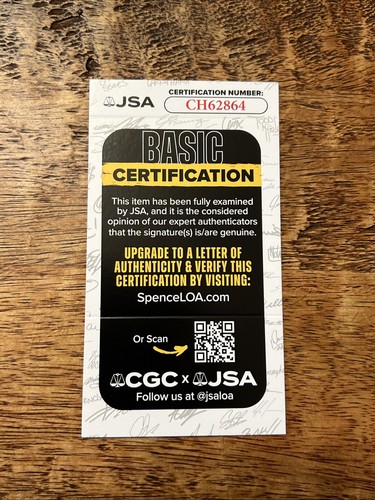 JSA
CERTIFICATION NUMBER:
CH62864
BASIC
CERTIFICATION
This item has been fully examined
by JSA, and it is the considered
opinion of our expert authenticators
that the signature(s) is/are genuine.
UPGRADE TO A LETTER OF
AUTHENTICITY & VERIFY THIS
CERTIFICATION BY VISITING:
SpenceLOA.com
Or Scan
CGC x JSA
Follow us at @jsaloa